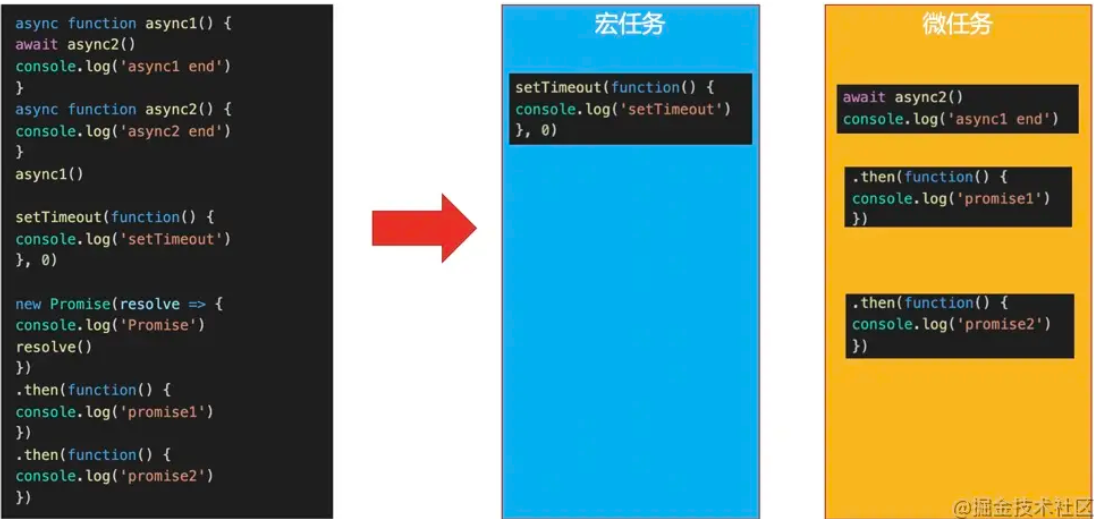 async function async1() {
await async2()
console.log('async1 end')
}
async function async2() {
console.log('async2 end')
}
async1()
setTimeout(function() {
console.log('setTimeout')
}, 0)
new Promise(resolve => {
console.log('Promise')
resolve()
})
.then(function() {
console.log('promise1')
})
.then(function() {
console.log('promise2')
})
宏任务
setTimeout(function() {
console.log('setTimeout')
}, 0)
微任务
await async2()
console.log('async1 end')
.then(function() {
console.log('promise1')
})
.then(function() {
console.log('promise2')
})
@掘金技术社区